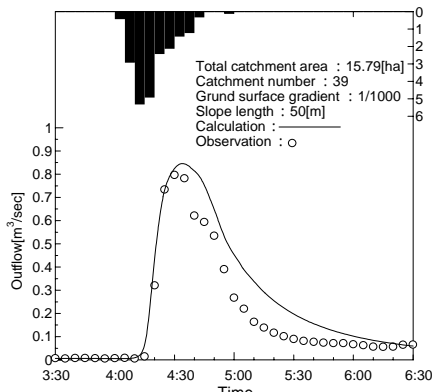 0
1
2
3
4
5
6
Total catchment area : 15.79[ha]
Catchment number : 39
Grund surface gradient : 1/1000
Slope length : 50[m]
Calculation :
Observation :
1
0.9
0.8
0.7
0.6
0.5
0.4
0.3
0.2
0.1
0
Outflow[m³/sec]
3:30 4:00 4:30 5:00 5:30 6:00 6:30
Time